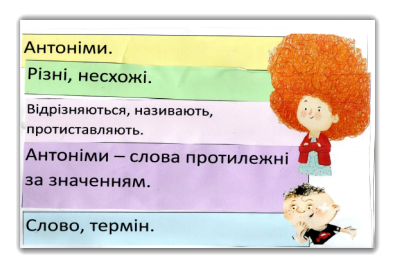 Антоніми.
Різні, несхожі.
Відрізняються, називають,
протиставляють.
Антоніми – слова протилежні
за значенням.
Слово, термін.